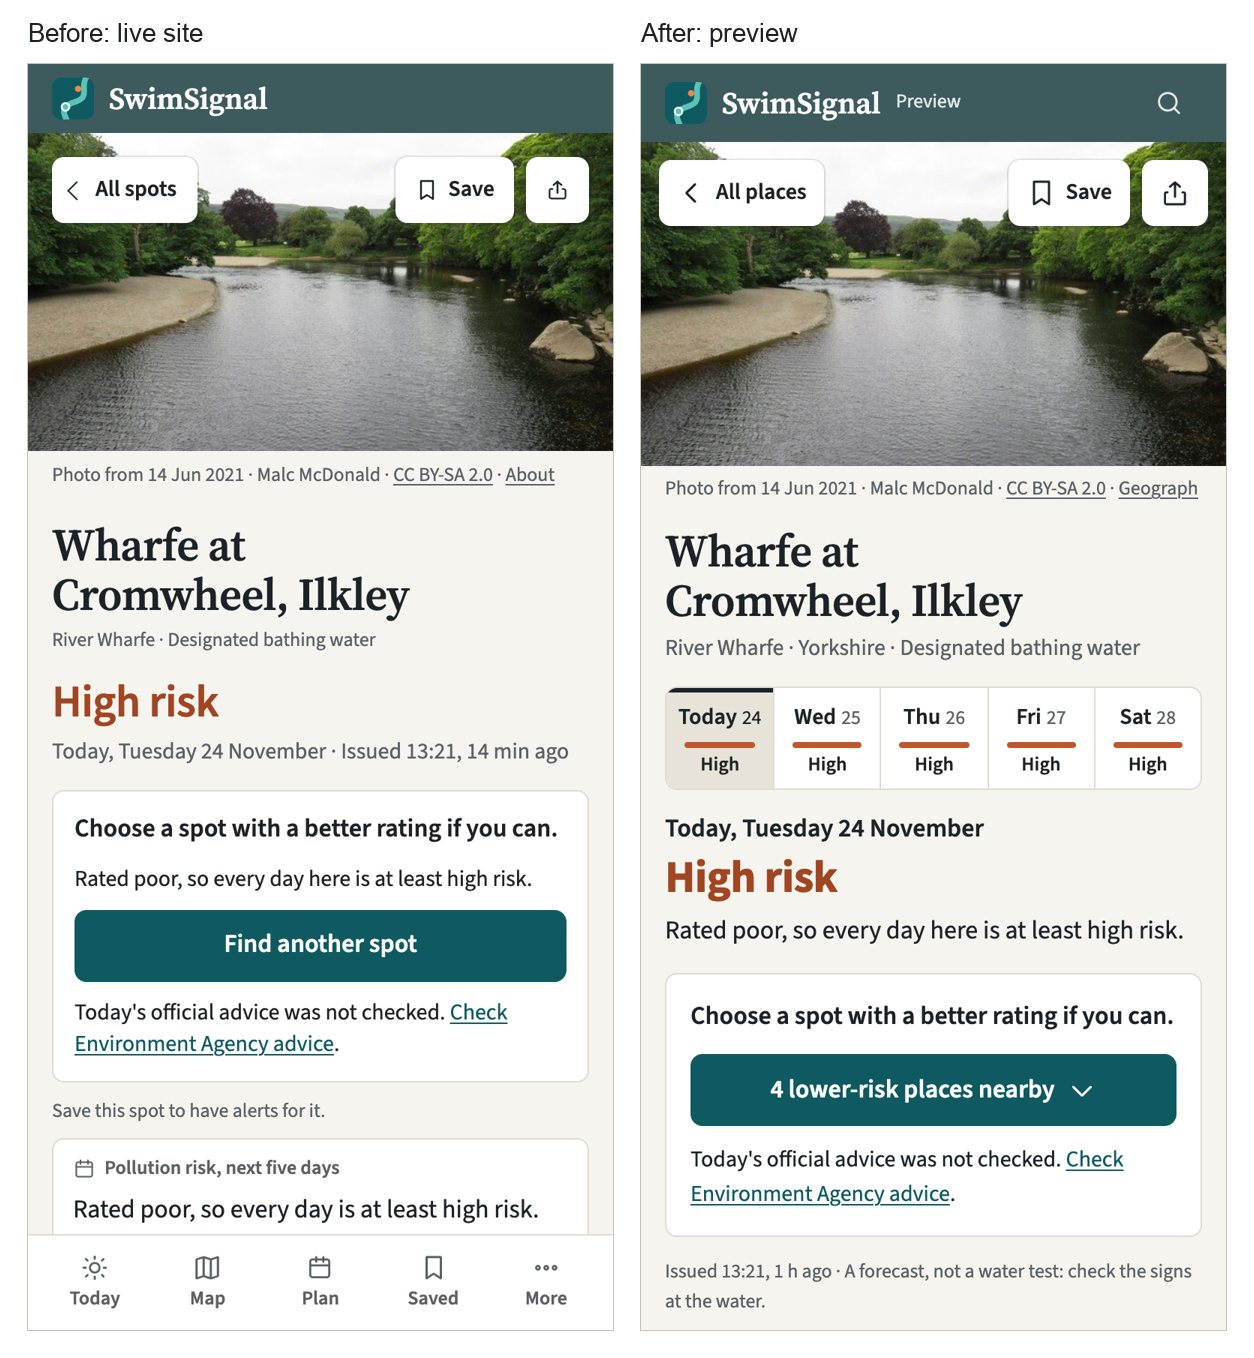 Before: live site
SwimSignal
All spots
Save
Photo from 14 Jun 2021 · Malc McDonald · CC BY-SA 2.0 · About
Wharfe at
Cromwheel, Ilkley
River Wharfe · Designated bathing water
High risk
Today, Tuesday 24 November · Issued 13:21, 14 min ago
Choose a spot with a better rating if you can.
Rated poor, so every day here is at least high risk.
Find another spot
Today's official advice was not checked. Check
Environment Agency advice.
Save this spot to have alerts for it.
Pollution risk, next five days
Rated poor, so every day is at least high risk.
Today
Map
Plan
Saved
More
After: preview
SwimSignal Preview
All places
Save
Photo from 14 Jun 2021 · Malc McDonald · CC BY-SA 2.0 · Geograph
Wharfe at
Cromwheel, Ilkley
River Wharfe · Yorkshire · Designated bathing water
Today 24
High
Wed 25
High
Thu 26
High
Fri 27
High
Sat 28
High
Today, Tuesday 24 November
High risk
Rated poor, so every day here is at least high risk.
Choose a spot with a better rating if you can.
4 lower-risk places nearby
Today's official advice was not checked. Check
Environment Agency advice.
Issued 13:21, 1 h ago · A forecast, not a water test: check the signs
at the water.